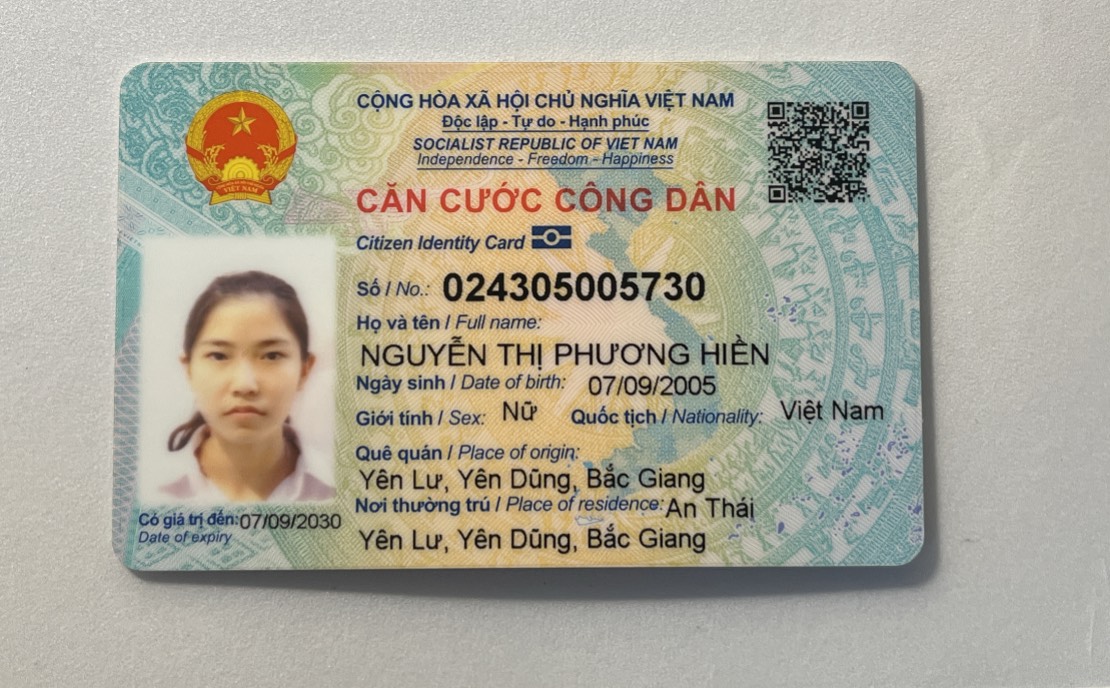 CỘNG HÒA XÃ HỘI CHỦ NGHĨA VIỆT NAM
Độc lập - Tự do - Hạnh phúc
SOCIALIST REPUBLIC OF VIET NAM
Independence - Freedom - Happiness
CĂN CƯỚC CÔNG DÂN
Citizen Identity Card
Số / No.: 024305005730
Họ và tên / Full name:
NGUYỄN THỊ PHƯƠNG HIỀN
Ngày sinh / Date of birth: 07/09/2005
Giới tính / Sex: Nữ Quốc tịch / Nationality: Việt Nam
Quê quán / Place of origin:
Yên Lư, Yên Dũng, Bắc Giang
Nơi thường trú / Place of residence: An Thái
Yên Lư, Yên Dũng, Bắc Giang
Có giá trị đến: 07/09/2030
Date of expiry
VIỆT NAM